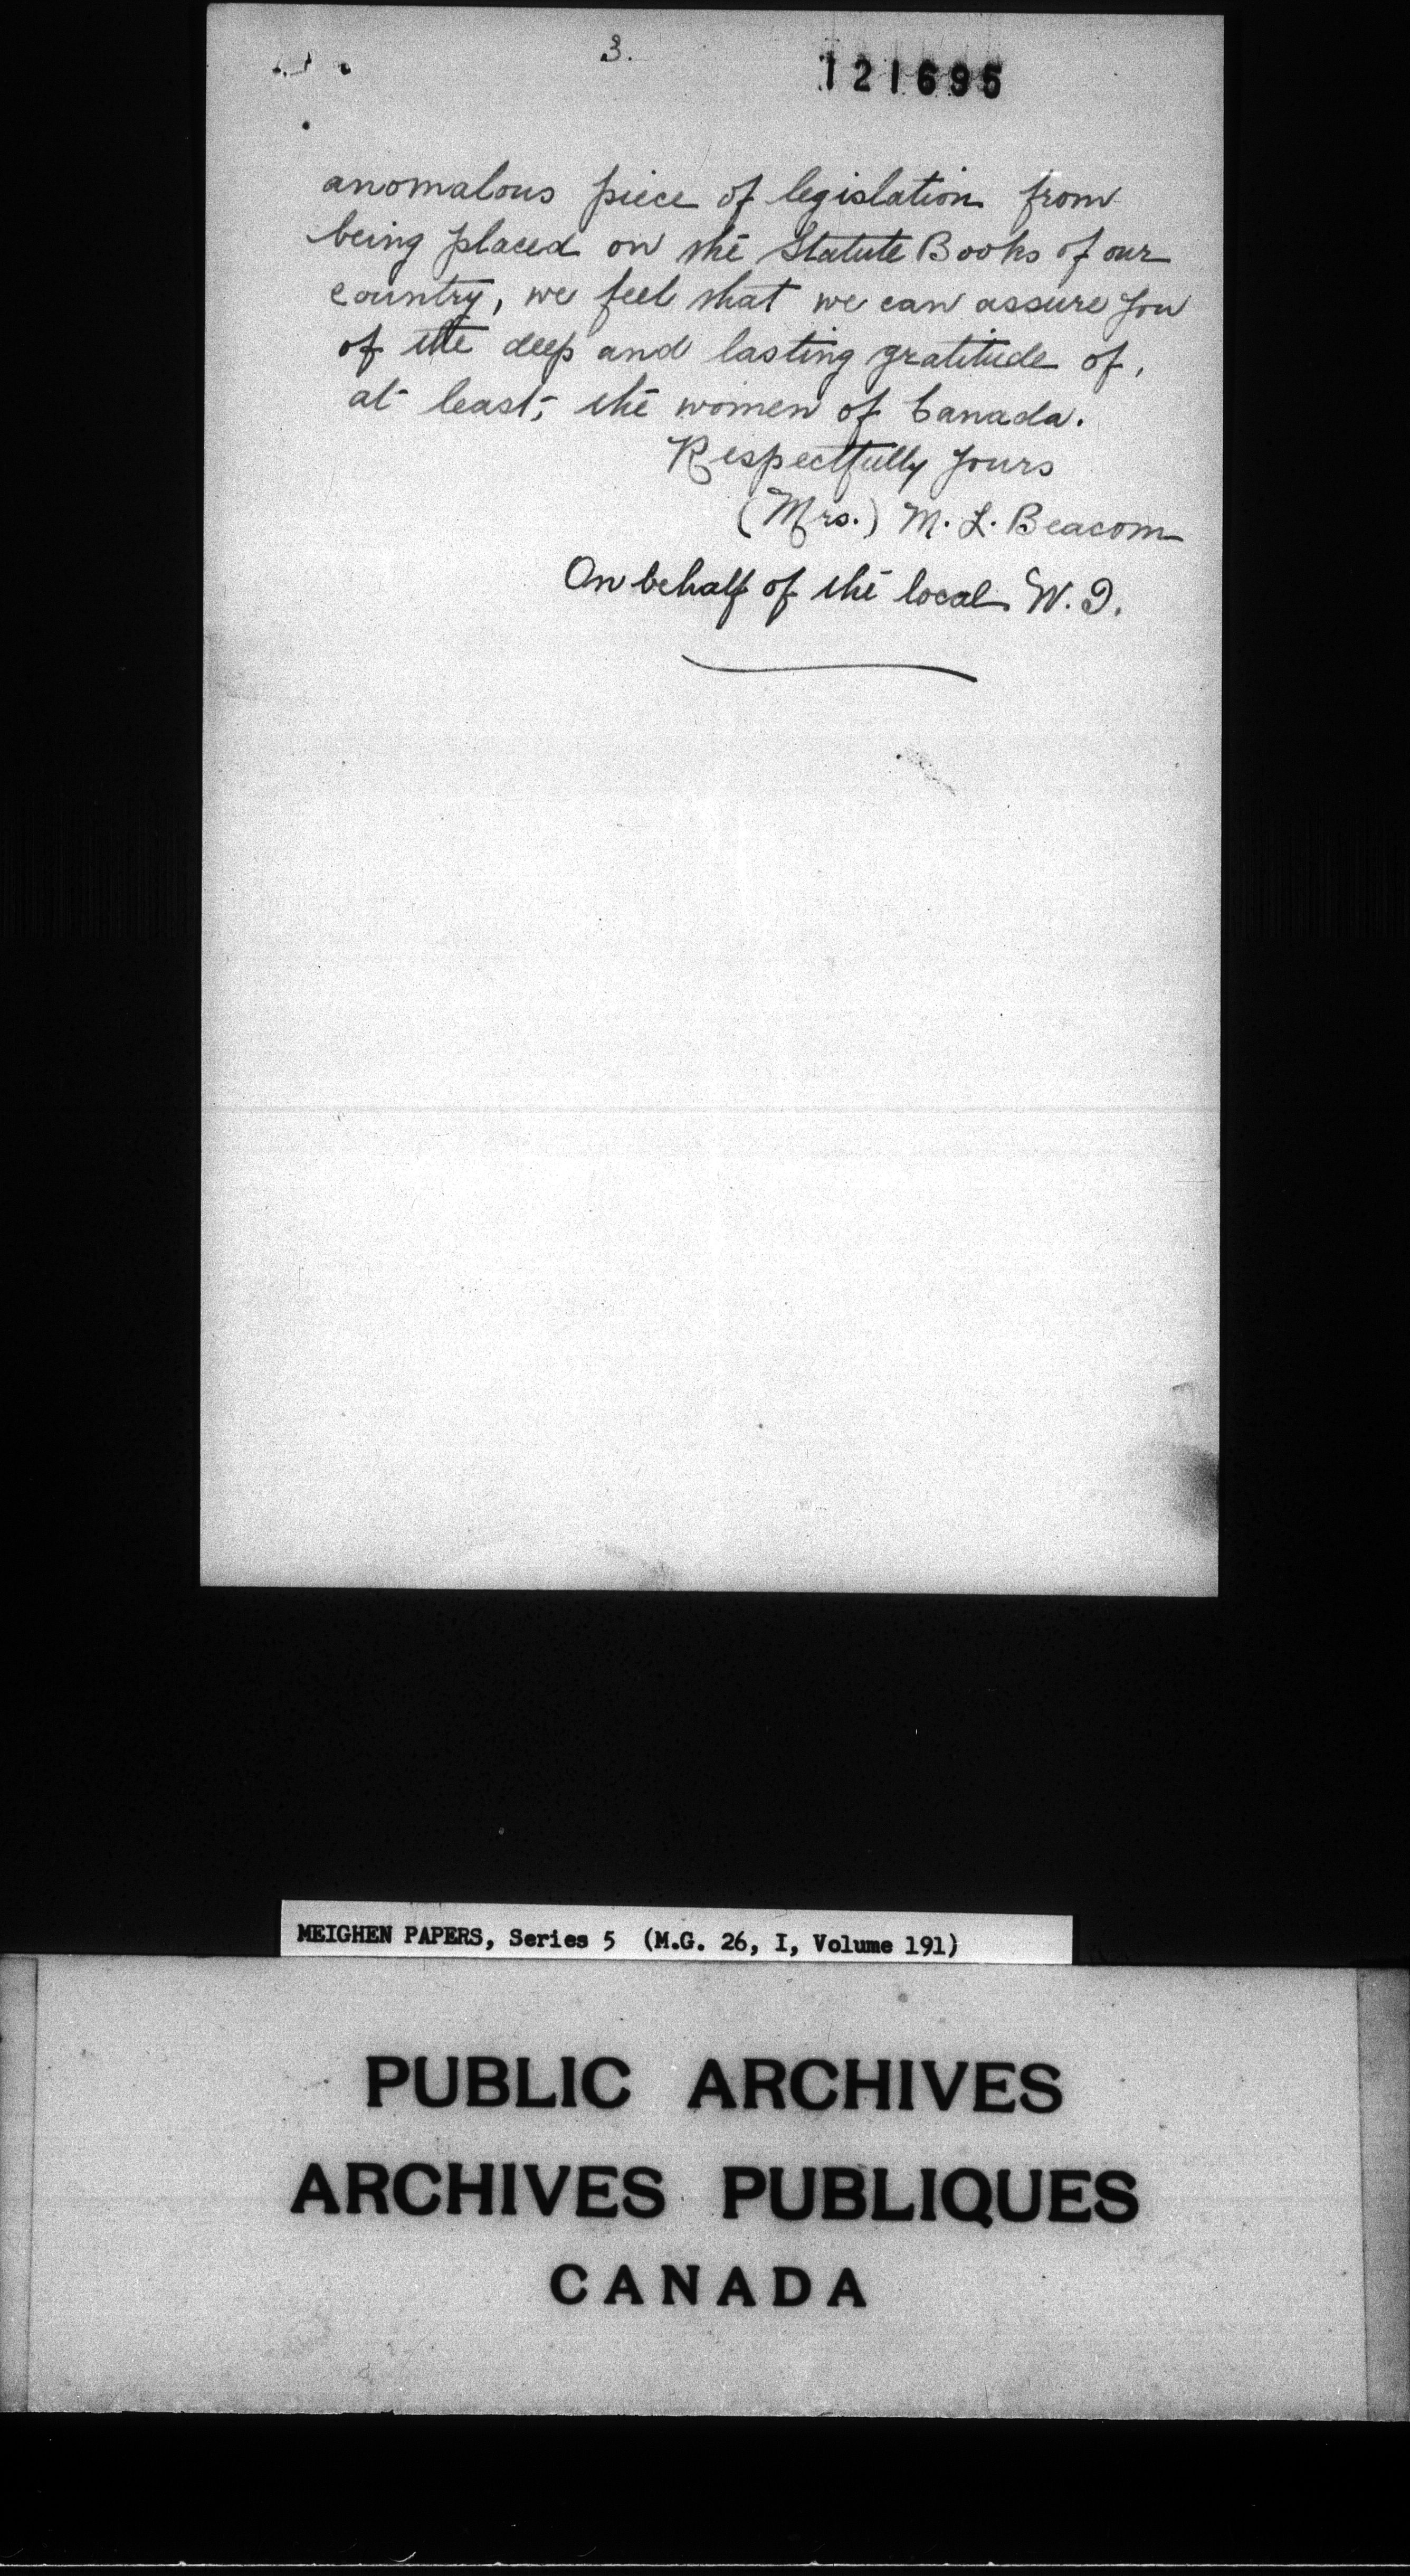 3.
121695
anomalous piece of legislation from
being placed on the Statute Books of our
country, we feel that we can assure you
of the deep and lasting gratitude of,
at least, the women of Canada.
Respectfully yours
(Mrs.) M. L. Beacom
On behalf of the local W. I.
MEIGHEN PAPERS, Series 5 (M.G. 26, I, Volume 191)
PUBLIC ARCHIVES
ARCHIVES PUBLIQUES
CANADA